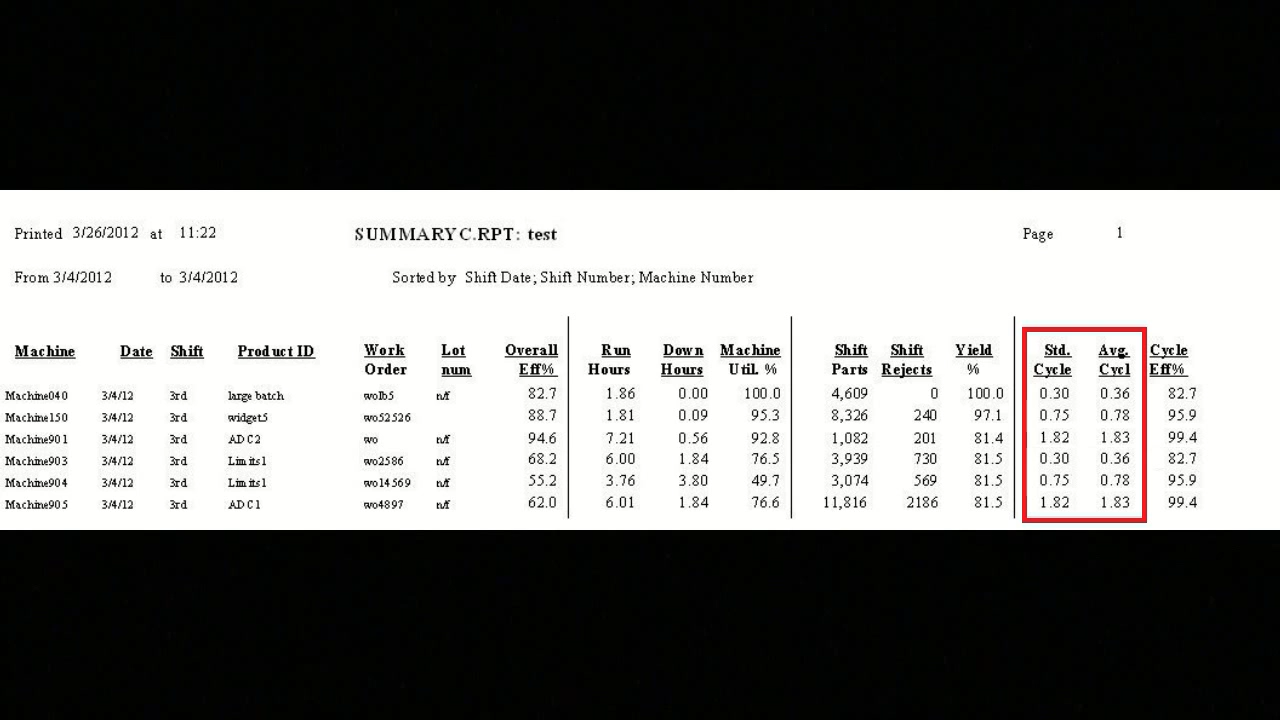 Printed 3/26/2012 at 11:22 SUMMARYC.RPT: test Page 1
From 3/4/2012 to 3/4/2012 Sorted by Shift Date; Shift Number; Machine Number
Work Lot Overall Run Down Machine Shift Shift Yield Std. Avg. Cycle
Machine Date Shift Product ID Order num Eff% Hours Hours Util. % Parts Rejects % Cycle Cycl Eff%
Machine040 3/4/12 3rd large batch wolb5 n/f 82.7 1.86 0.00 100.0 4,609 0 100.0 0.30 0.36 82.7
Machine150 3/4/12 3rd widget5 wo52526 88.7 1.81 0.09 95.3 8,326 240 97.1 0.75 0.78 95.9
Machine901 3/4/12 3rd ADC2 wo n/f 94.6 7.21 0.56 92.8 1,082 201 81.4 1.82 1.83 99.4
Machine903 3/4/12 3rd Limits1 wo2586 n/f 68.2 6.00 1.84 76.5 3,939 730 81.5 0.30 0.36 82.7
Machine904 3/4/12 3rd Limits1 wo14569 n/f 55.2 3.76 3.80 49.7 3,074 569 81.5 0.75 0.78 95.9
Machine905 3/4/12 3rd ADC1 wo4897 n/f 62.0 6.01 1.84 76.6 11,816 2186 81.5 1.82 1.83 99.4